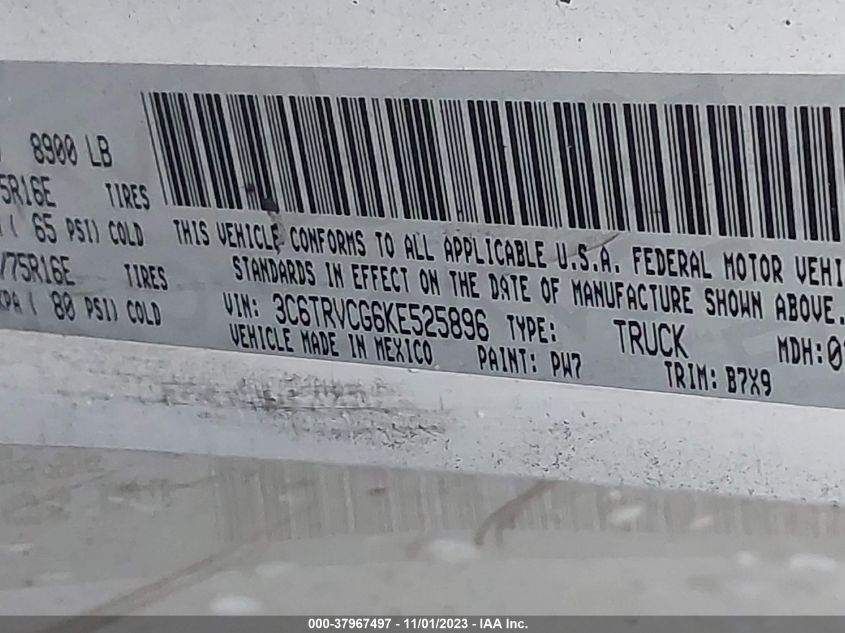 8900 LB
5R16E TIRES
( 65 PSI) COLD
/75R16E TIRES
KPA ( 80 PSI) COLD
THIS VEHICLE CONFORMS TO ALL APPLICABLE U.S.A. FEDERAL MOTOR VEHI
STANDARDS IN EFFECT ON THE DATE OF MANUFACTURE SHOWN ABOVE.
VIN: 3C6TRVCG6KE525896 TYPE: TRUCK MDH:0
VEHICLE MADE IN MEXICO PAINT: PW7 TRIM: B7X9
000-37967497 - 11/01/2023 - IAA Inc.